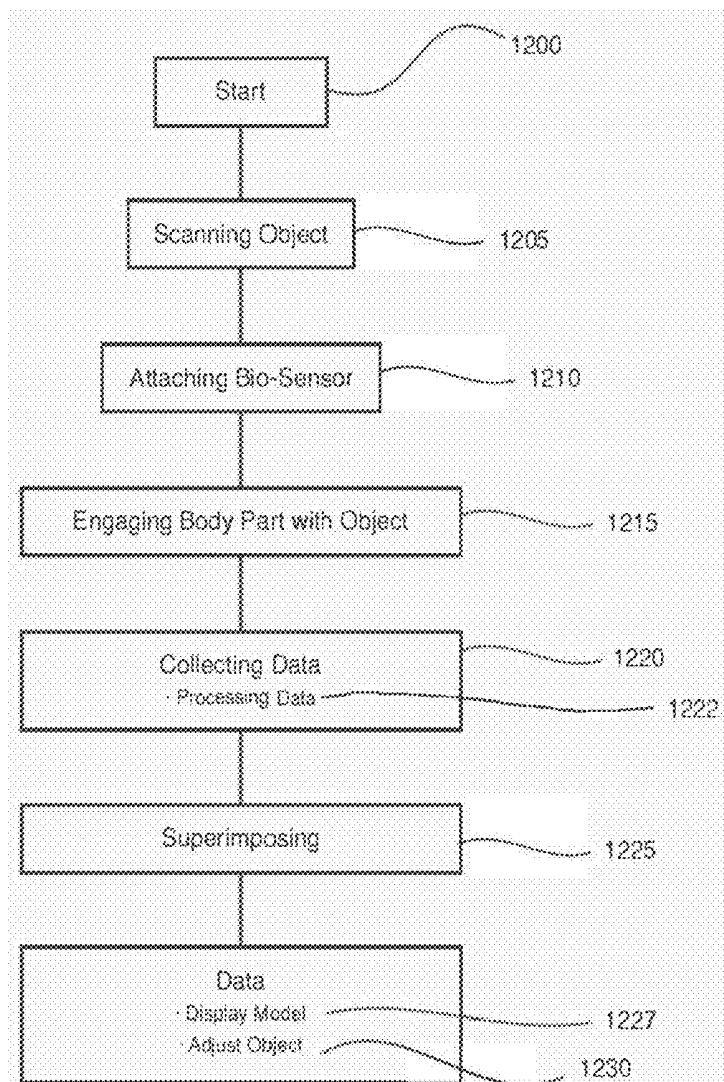 1200
Start
Scanning Object
1205
Attaching Bio-Sensor
1210
Engaging Body Part with Object
1215
Collecting Data
1220
· Processing Data
1222
Superimposing
1225
Data
· Display Model
1227
· Adjust Object
1230